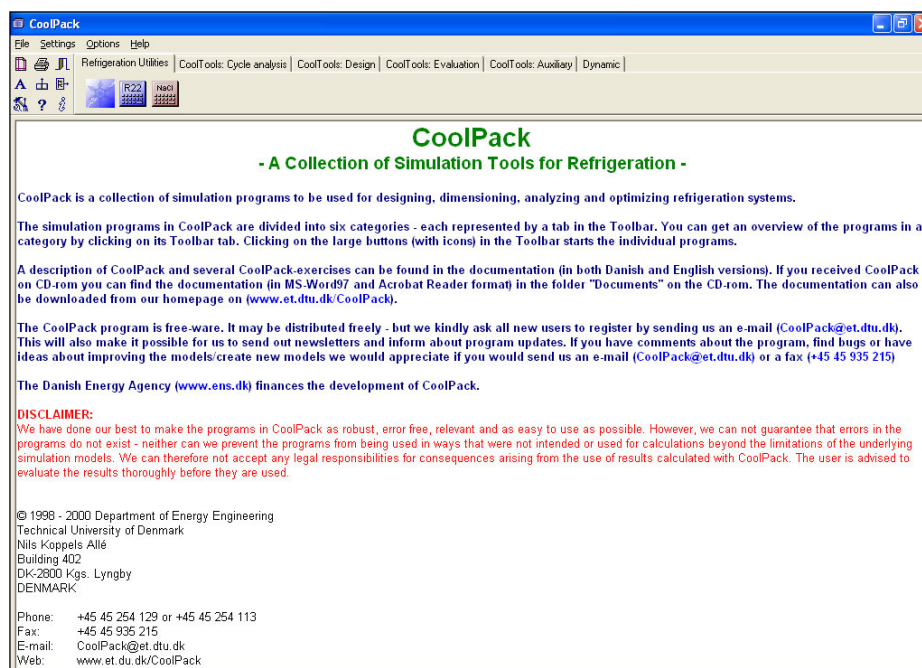 CoolPack
File Settings Options Help
Refrigeration Utilities CoolTools: Cycle analysis CoolTools: Design CoolTools: Evaluation CoolTools: Auxiliary Dynamic
A
?
R22
NaCl
CoolPack
- A Collection of Simulation Tools for Refrigeration -
CoolPack is a collection of simulation programs to be used for designing, dimensioning, analyzing and optimizing refrigeration systems.
The simulation programs in CoolPack are divided into six categories - each represented by a tab in the Toolbar. You can get an overview of the programs in a
category by clicking on its Toolbar tab. Clicking on the large buttons (with icons) in the Toolbar starts the individual programs.
A description of CoolPack and several CoolPack-exercises can be found in the documentation (in both Danish and English versions). If you received CoolPack
on CD-rom you can find the documentation (in MS-Word97 and Acrobat Reader format) in the folder "Documents" on the CD-rom. The documentation can also
be downloaded from our homepage on (www.et.dtu.dk/CoolPack).
The CoolPack program is free-ware. It may be distributed freely - but we kindly ask all new users to register by sending us an e-mail (CoolPack@et.dtu.dk).
This will also make it possible for us to send out newsletters and inform about program updates. If you have comments about the program, find bugs or have
ideas about improving the models/create new models we would appreciate if you would send us an e-mail (CoolPack@et.dtu.dk) or a fax (+45 45 935 215)
The Danish Energy Agency (www.ens.dk) finances the development of CoolPack.
DISCLAIMER:
We have done our best to make the programs in CoolPack as robust, error free, relevant and as easy to use as possible. However, we can not guarantee that errors in the
programs do not exist - neither can we prevent the programs from being used in ways that were not intended or used for calculations beyond the limitations of the underlying
simulation models. We can therefore not accept any legal responsibilities for consequences arising from the use of results calculated with CoolPack. The user is advised to
evaluate the results thoroughly before they are used.
© 1998 - 2000 Department of Energy Engineering
Technical University of Denmark
Nils Koppels Allé
Building 402
DK-2800 Kgs. Lyngby
DENMARK
Phone: +45 45 254 129 or +45 45 254 113
Fax: +45 45 935 215
E-mail: CoolPack@et.dtu.dk
Web: www.et.du.dk/CoolPack